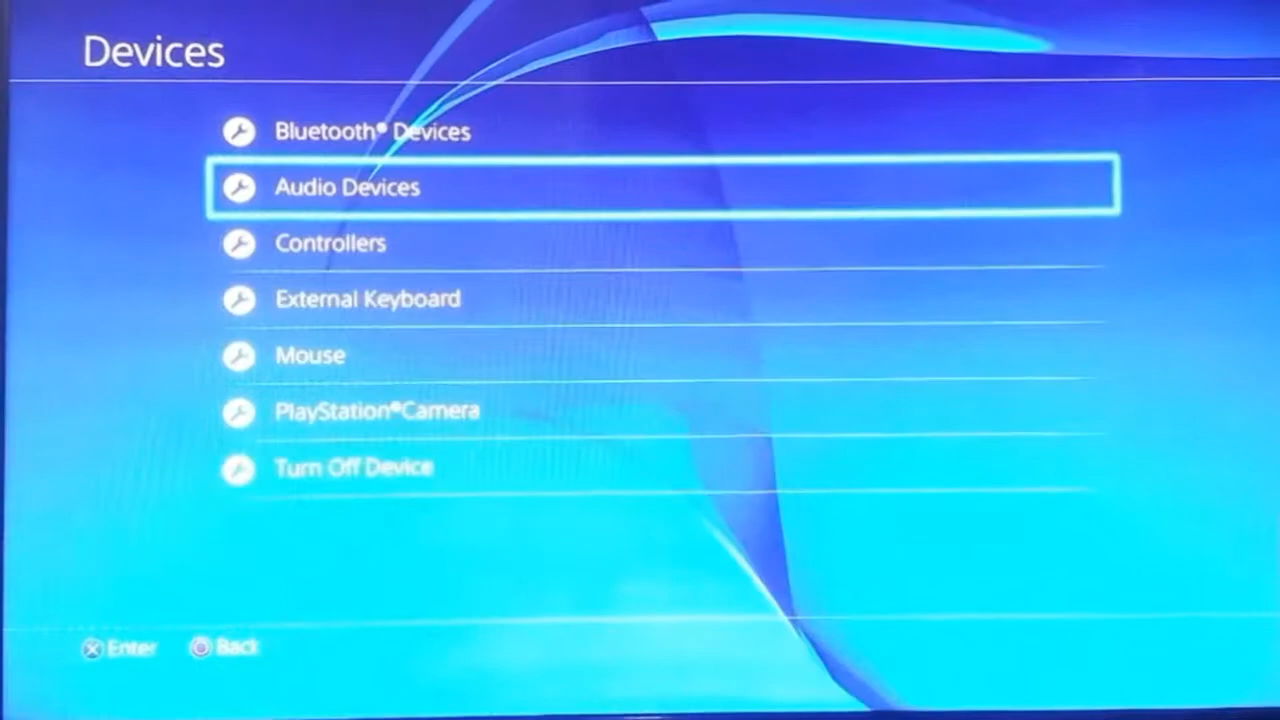 Devices
Bluetooth® Devices
Audio Devices
Controllers
External Keyboard
Mouse
PlayStation®Camera
Turn Off Device
Enter Back